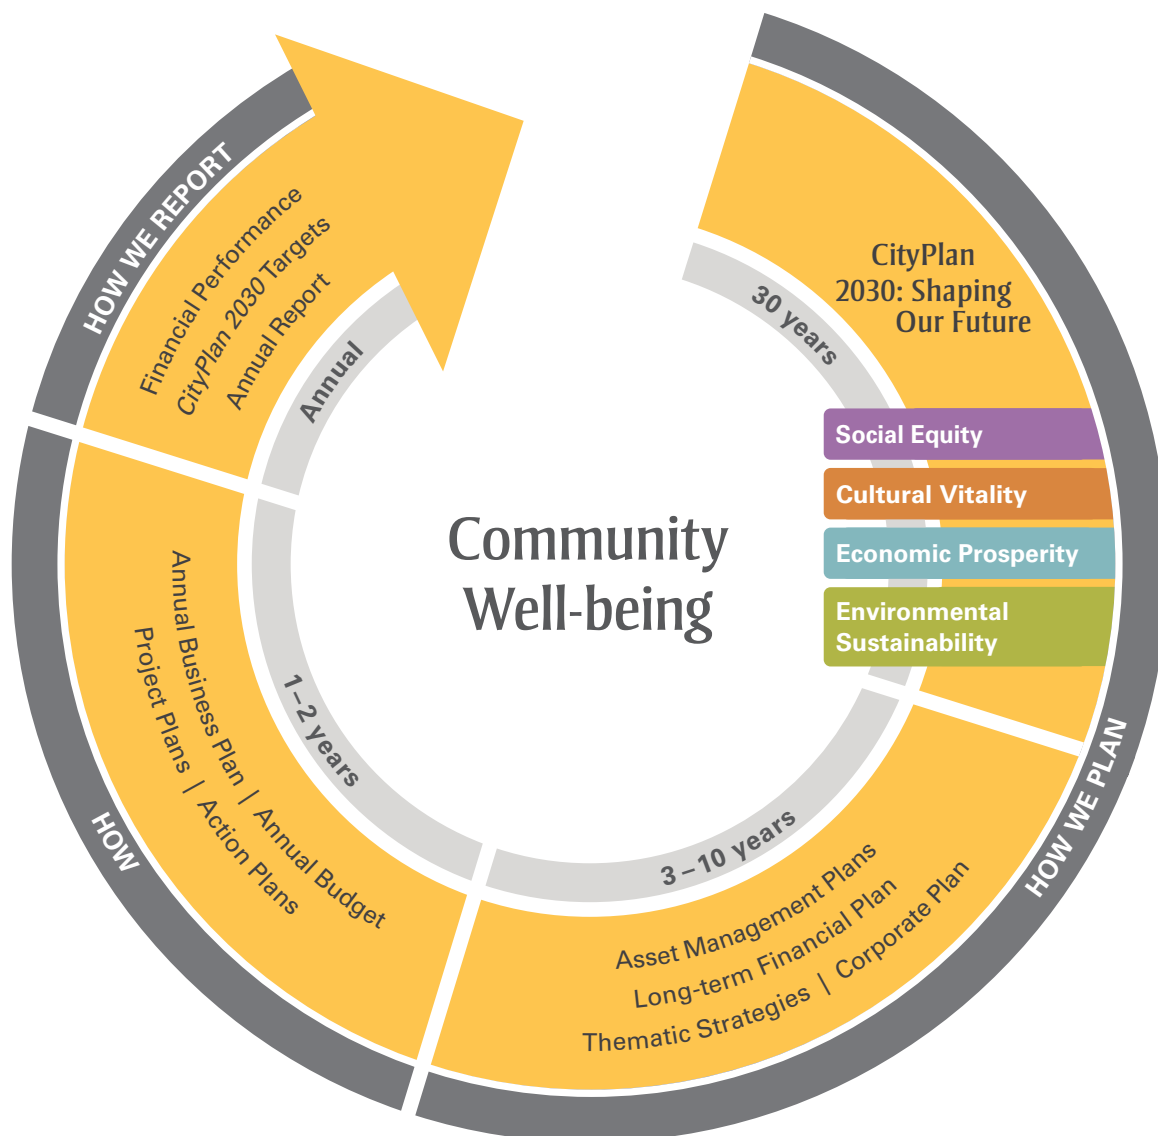 CityPlan
2030: Shaping
Our Future
30 years
Social Equity
Cultural Vitality
Economic Prosperity
Environmental
Sustainability
HOW WE PLAN
3–10 years
Asset Management Plans
Long-term Financial Plan
Thematic Strategies | Corporate Plan
HOW
1–2 years
Annual Business Plan | Annual Budget
Project Plans | Action Plans
HOW WE REPORT
Annual
Financial Performance
CityPlan 2030 Targets
Annual Report
Community
Well-being